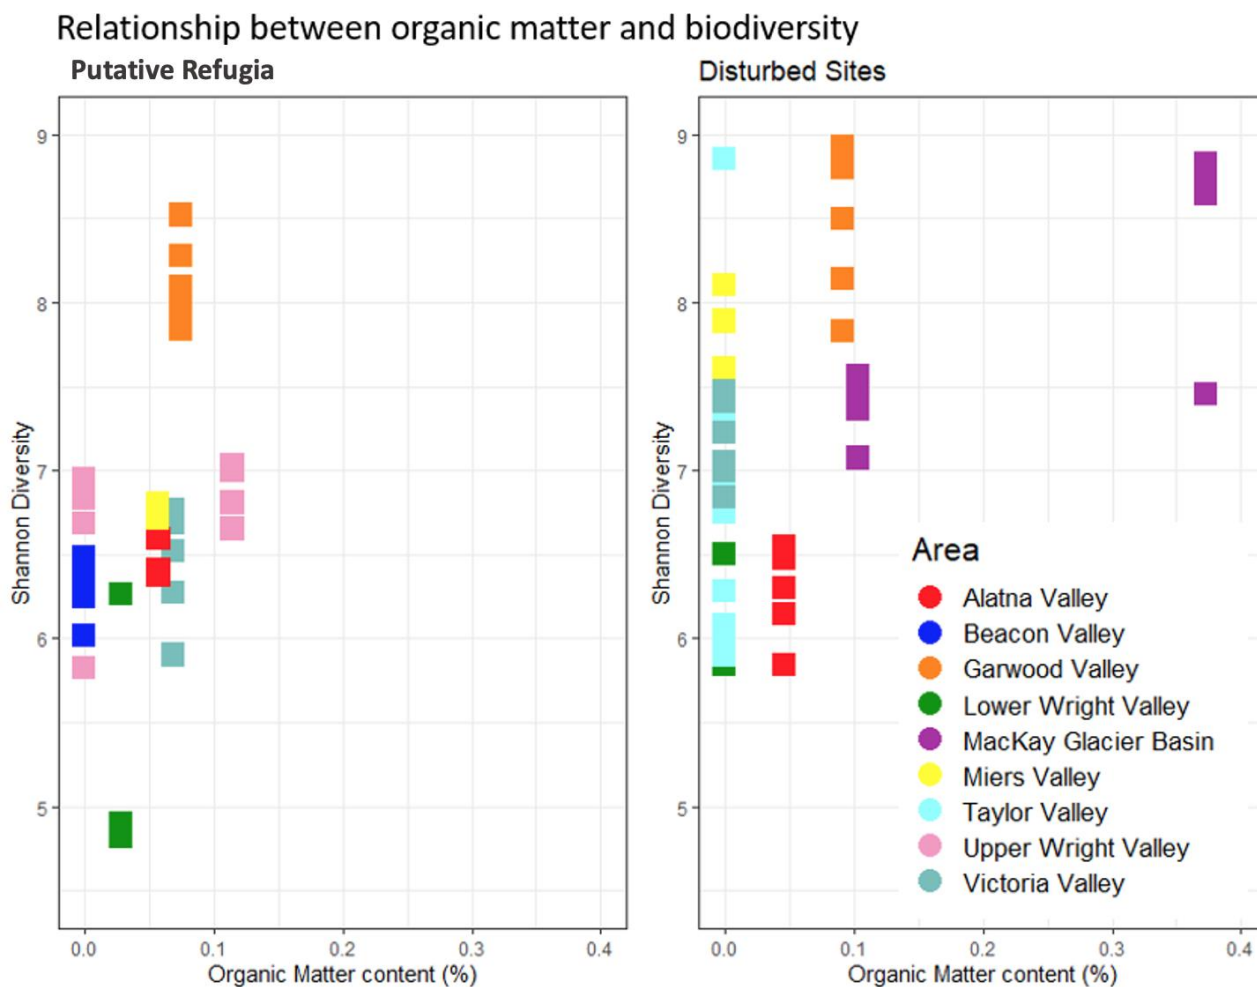 Relationship between organic matter and biodiversity
Putative Refugia
Disturbed Sites
9
8
7
6
5
Shannon Diversity
0.0 0.1 0.2 0.3 0.4
Organic Matter content (%)
9
8
7
6
5
Shannon Diversity
0.0 0.1 0.2 0.3 0.4
Organic Matter content (%)
Area
Alatna Valley
Beacon Valley
Garwood Valley
Lower Wright Valley
MacKay Glacier Basin
Miers Valley
Taylor Valley
Upper Wright Valley
Victoria Valley